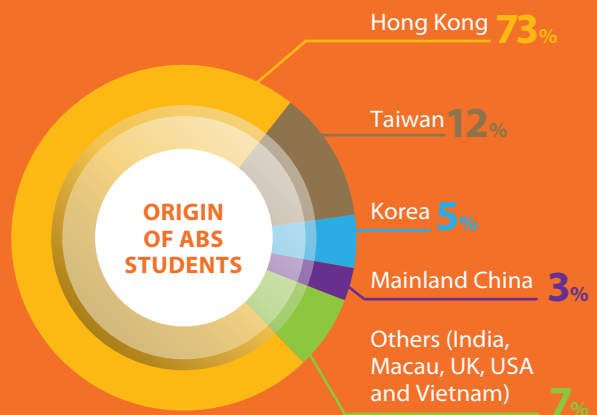 Hong Kong 73%
Taiwan 12%
ORIGIN
OF ABS
STUDENTS
Korea 5%
Mainland China 3%
Others (India,
Macau, UK, USA
and Vietnam) 7%